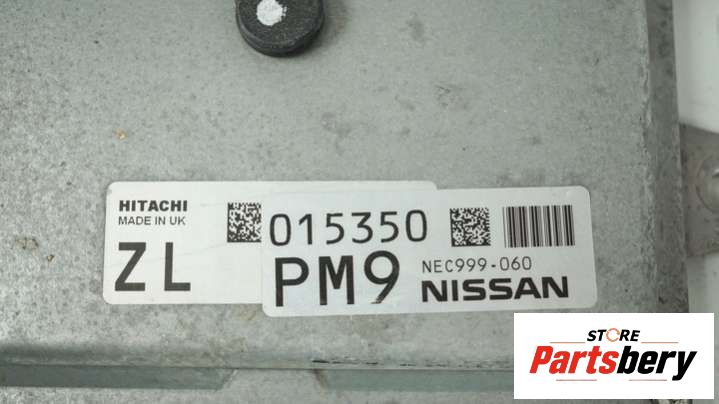 HITACHI
MADE IN UK
ZL
015350
PM9
NEC999-060
NISSAN
STORE
Partsbery